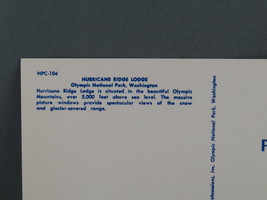 NPC-104
HURRICANE RIDGE LODGE
Olympic National Park, Washington
Hurricane Ridge Lodge is situated in the beautiful Olympic
Mountains, over 5,000 feet above sea level. The massive
picture windows provide spectacular views of the snow
and glacier-covered range.
Inc. Olympic National Park, Washington
P